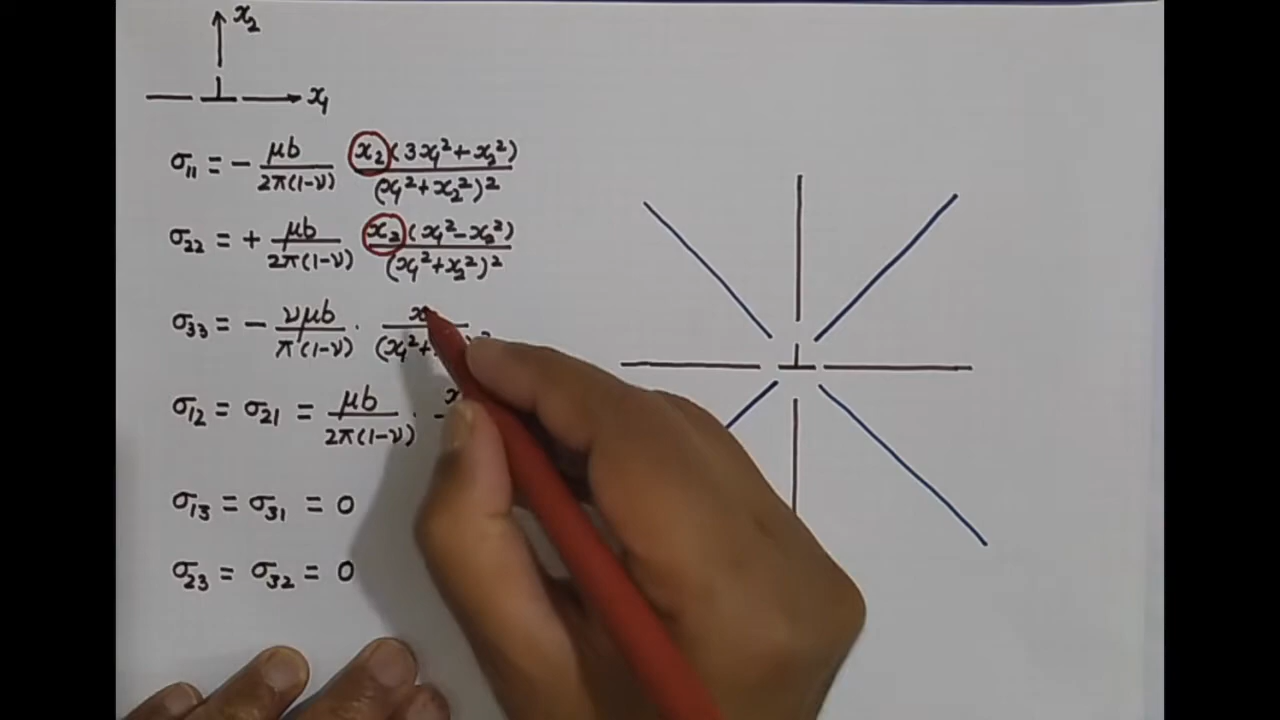 x₂
⊥ x₁
σ₁₁ = − μb / 2π(1−ν) x₂(3x₁²+x₂²) / (x₁²+x₂²)²
σ₂₂ = + μb / 2π(1−ν) x₂(x₁²−x₂²) / (x₁²+x₂²)²
σ₃₃ = − νμb / π(1−ν) · x / (x₁²+
σ₁₂ = σ₂₁ = μb / 2π(1−ν) · x
σ₁₃ = σ₃₁ = 0
σ₂₃ = σ₃₂ = 0
⊥